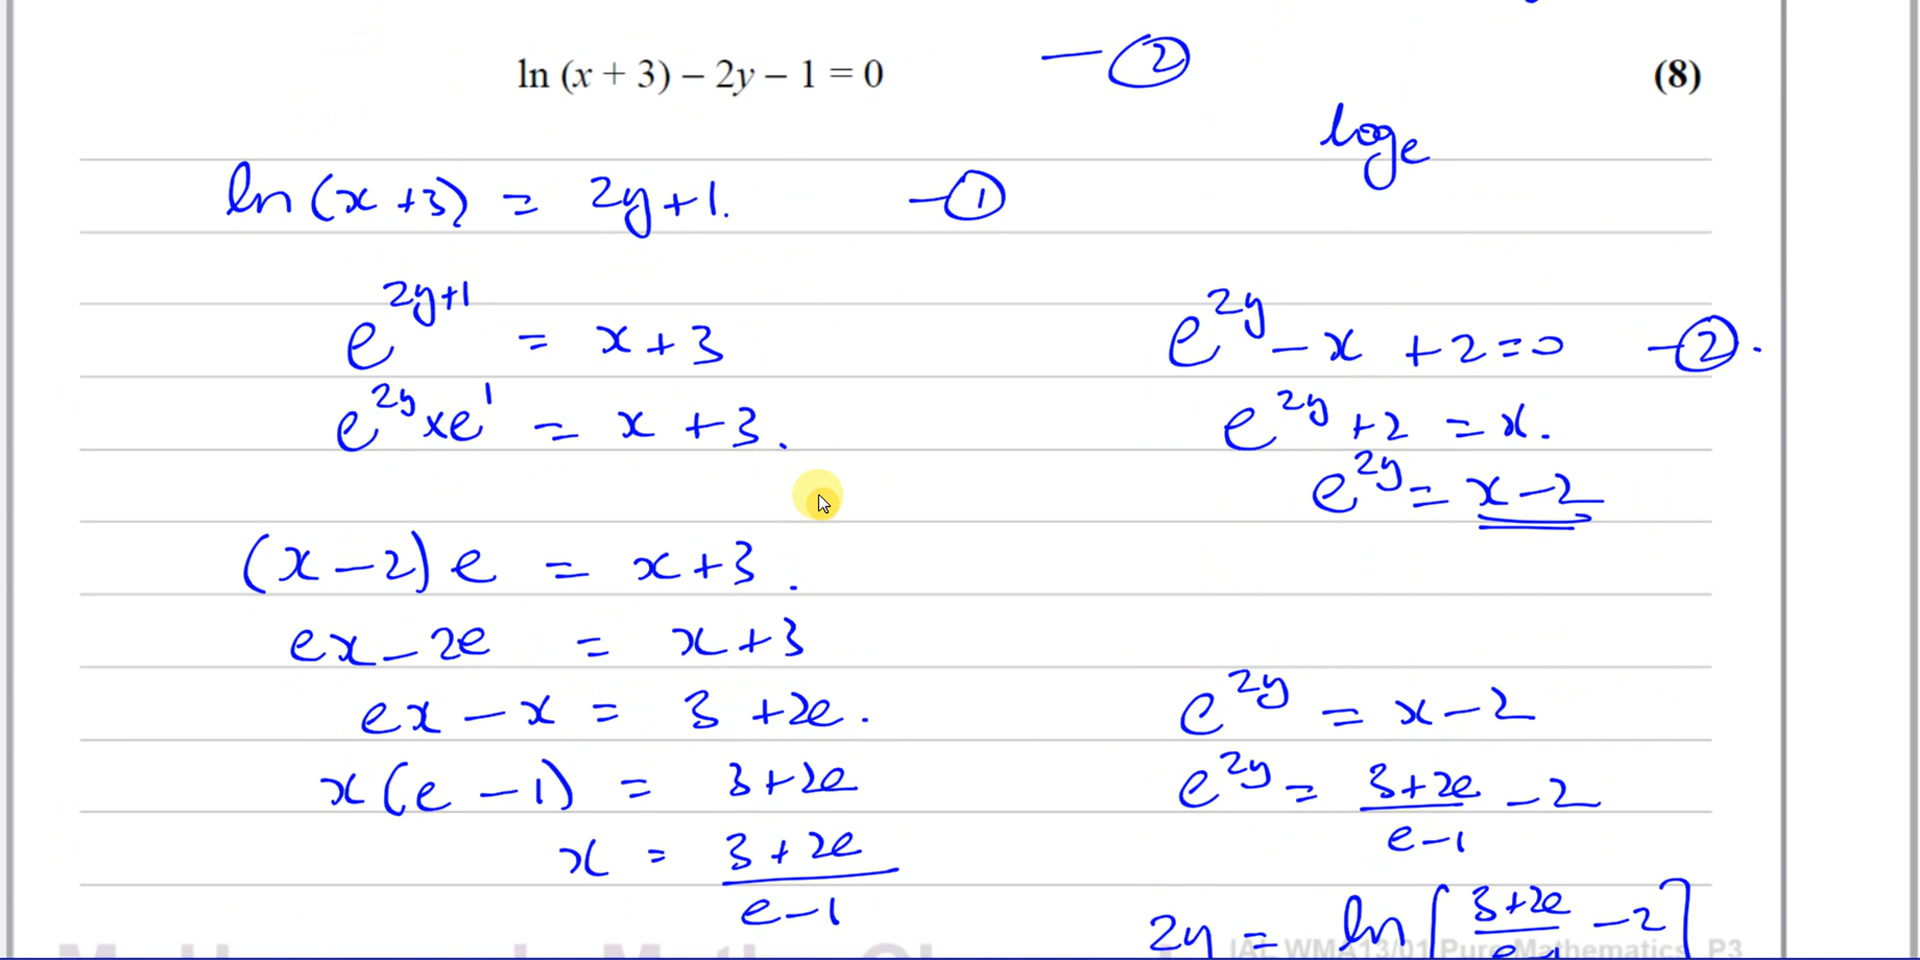 ln (x + 3) – 2y – 1 = 0 — ② (8)
logₑ
ln (x +3) = 2y+1. — ①
e^{2y+1} = x+3
e^{2y} - x + 2 = 0 — ②.
e^{2y} × e^1 = x +3.
e^{2y} + 2 = x.
e^{2y} = x - 2
(x - 2) e = x+3.
ex - 2e = x+3
ex - x = 3 +2e.
e^{2y} = x - 2
x(e - 1) = 3+2e
e^{2y} = \frac{3+2e}{e-1} - 2
x = \frac{3+2e}{e-1}
2y = ln [\frac{3+2e}{e-1} - 2]
IAL WMA13/01 Pure Mathematics P3